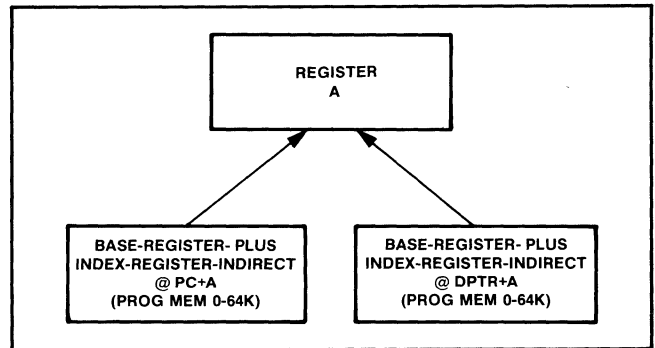 REGISTER
A
BASE-REGISTER- PLUS
INDEX-REGISTER-INDIRECT
@ PC+A
(PROG MEM 0-64K)
BASE-REGISTER- PLUS
INDEX-REGISTER-INDIRECT
@ DPTR+A
(PROG MEM 0-64K)